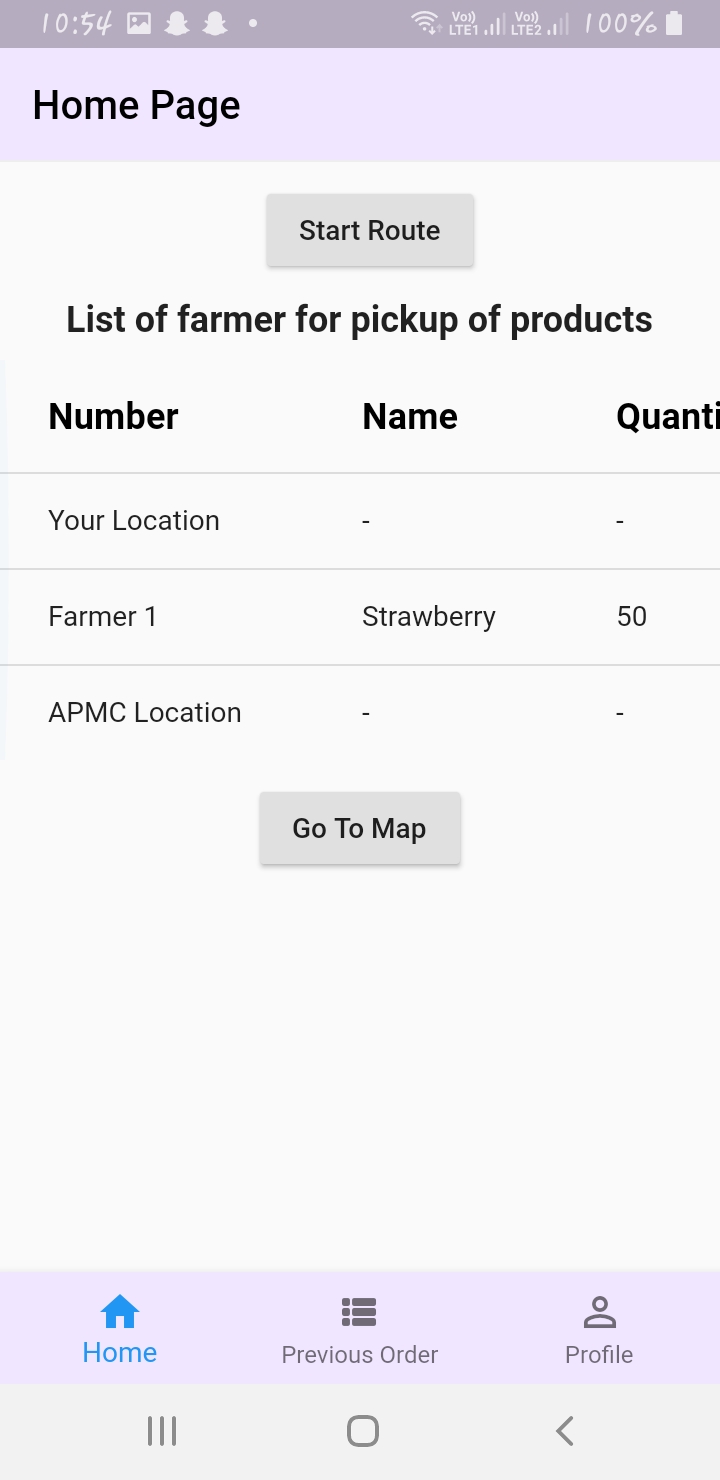 10:54 Vo)) LTE1 Vo)) LTE2 100%
Home Page
Start Route
List of farmer for pickup of products
Number Name Quanti
Your Location - -
Farmer 1 Strawberry 50
APMC Location - -
Go To Map
Home Previous Order Profile